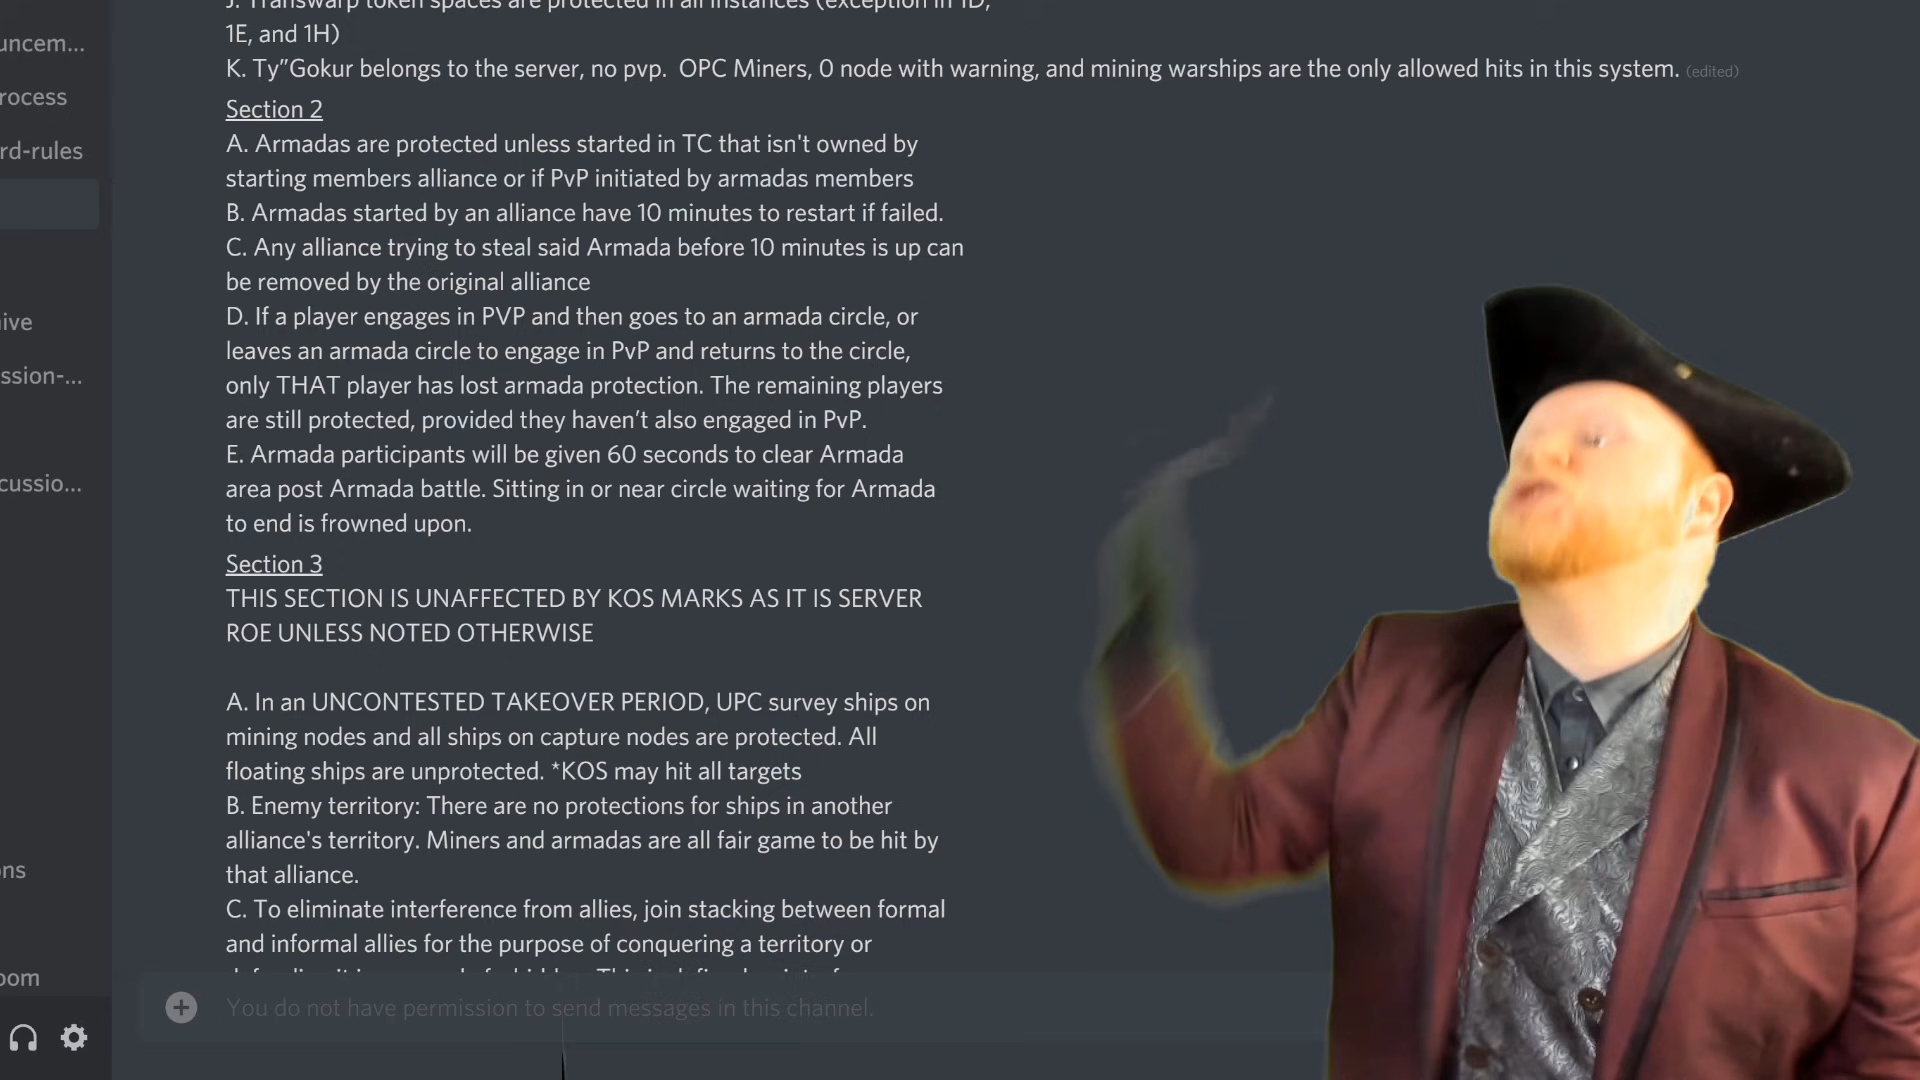 J. Transwarp token spaces are protected in all instances (exception in 1D,
1E, and 1H)
K. Ty"Gokur belongs to the server, no pvp.  OPC Miners, 0 node with warning, and mining warships are the only allowed hits in this system. (edited)
Section 2
A. Armadas are protected unless started in TC that isn't owned by
starting members alliance or if PvP initiated by armadas members
B. Armadas started by an alliance have 10 minutes to restart if failed.
C. Any alliance trying to steal said Armada before 10 minutes is up can
be removed by the original alliance
D. If a player engages in PVP and then goes to an armada circle, or
leaves an armada circle to engage in PvP and returns to the circle,
only THAT player has lost armada protection. The remaining players
are still protected, provided they haven’t also engaged in PvP.
E. Armada participants will be given 60 seconds to clear Armada
area post Armada battle. Sitting in or near circle waiting for Armada
to end is frowned upon.
Section 3
THIS SECTION IS UNAFFECTED BY KOS MARKS AS IT IS SERVER
ROE UNLESS NOTED OTHERWISE
A. In an UNCONTESTED TAKEOVER PERIOD, UPC survey ships on
mining nodes and all ships on capture nodes are protected. All
floating ships are unprotected. *KOS may hit all targets
B. Enemy territory: There are no protections for ships in another
alliance's territory. Miners and armadas are all fair game to be hit by
that alliance.
C. To eliminate interference from allies, join stacking between formal
and informal allies for the purpose of conquering a territory or
You do not have permission to send messages in this channel.
uncem...
rocess
rd-rules
ive
ssion-...
cussio...
ons
oom